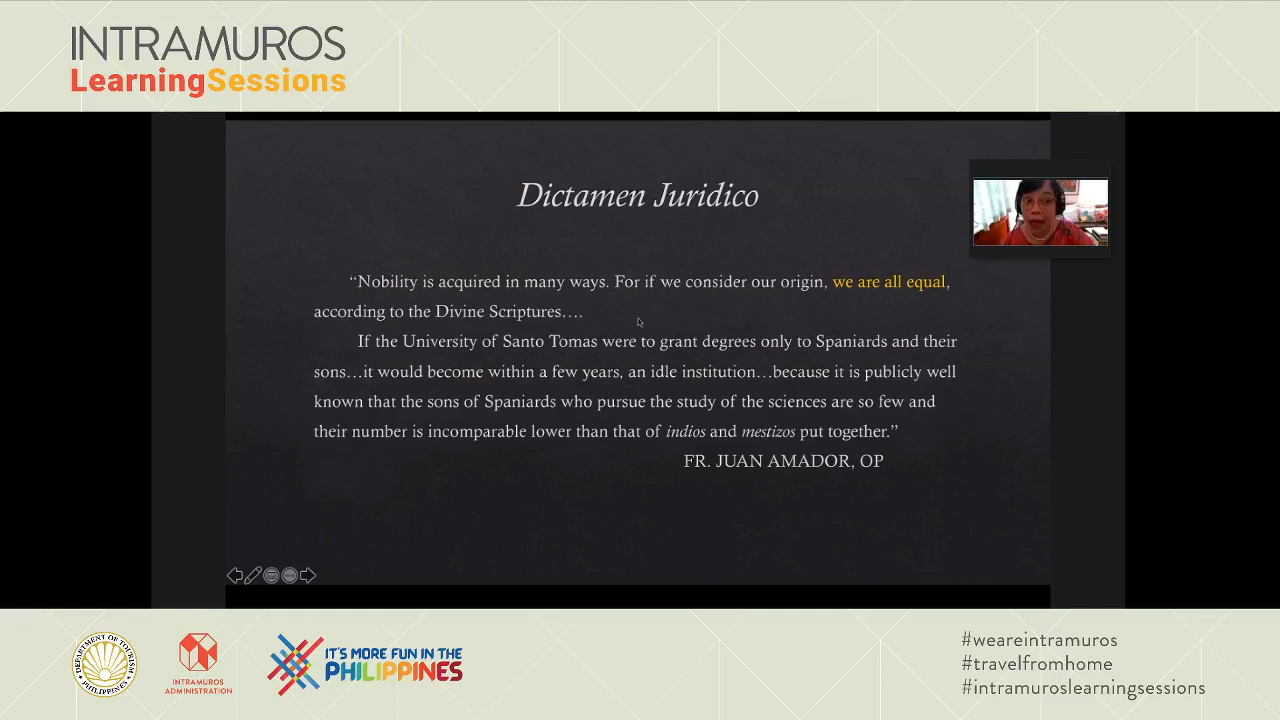 INTRAMUROS
LearningSessions
Dictamen Juridico
“Nobility is acquired in many ways. For if we consider our origin, we are all equal,
according to the Divine Scriptures….
If the University of Santo Tomas were to grant degrees only to Spaniards and their
sons…it would become within a few years, an idle institution…because it is publicly well
known that the sons of Spaniards who pursue the study of the sciences are so few and
their number is incomparable lower than that of indios and mestizos put together.”
FR. JUAN AMADOR, OP
DEPARTMENT OF TOURISM
PHILIPPINES
INTRAMUROS
ADMINISTRATION
IT'S MORE FUN IN THE
PHILIPPINES
#weareintramuros
#travelfromhome
#intramuroslearningsessions